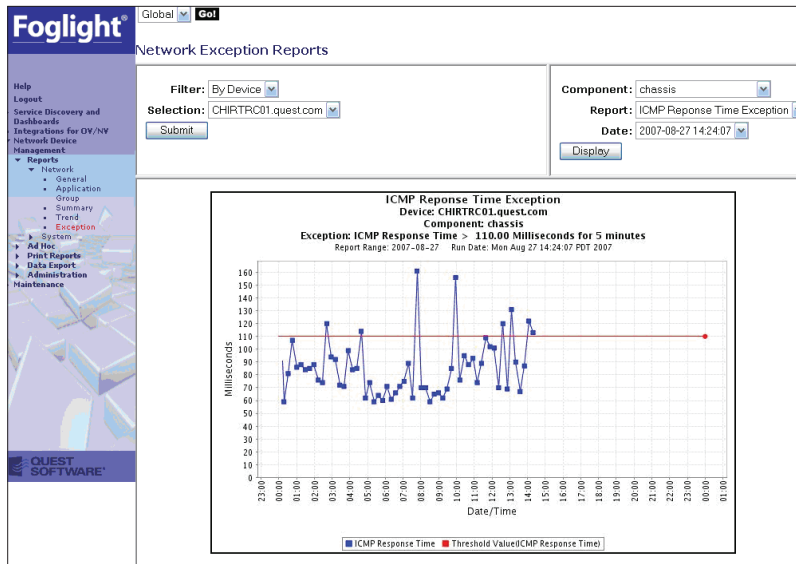 Foglight®
Global Go!
Network Exception Reports
Help
Logout
Service Discovery and
Dashboards
Integrations for OV/NV
Network Device
Management
Reports
Network
General
Application
Group
Summary
Trend
Exception
System
Ad Hoc
Print Reports
Data Export
Administration
Maintenance
QUEST
SOFTWARE®
Filter: By Device
Selection: CHIRTRC01.quest.com
Submit
Component: chassis
Report: ICMP Reponse Time Exception
Date: 2007-08-27 14:24:07
Display
ICMP Reponse Time Exception
Device: CHIRTRC01.quest.com
Component: chassis
Exception: ICMP Response Time > 110.00 Milliseconds for 5 minutes
Report Range: 2007-08-27 Run Date: Mon Aug 27 14:24:07 PDT 2007
Milliseconds
160
150
140
130
120
110
100
90
80
70
60
50
40
30
20
10
0
23:00 00:00 01:00 02:00 03:00 04:00 05:00 06:00 07:00 08:00 09:00 10:00 11:00 12:00 13:00 14:00 15:00 16:00 17:00 18:00 19:00 20:00 21:00 22:00 23:00 00:00 01:00
Date/Time
ICMP Response Time Threshold Value(ICMP Response Time)